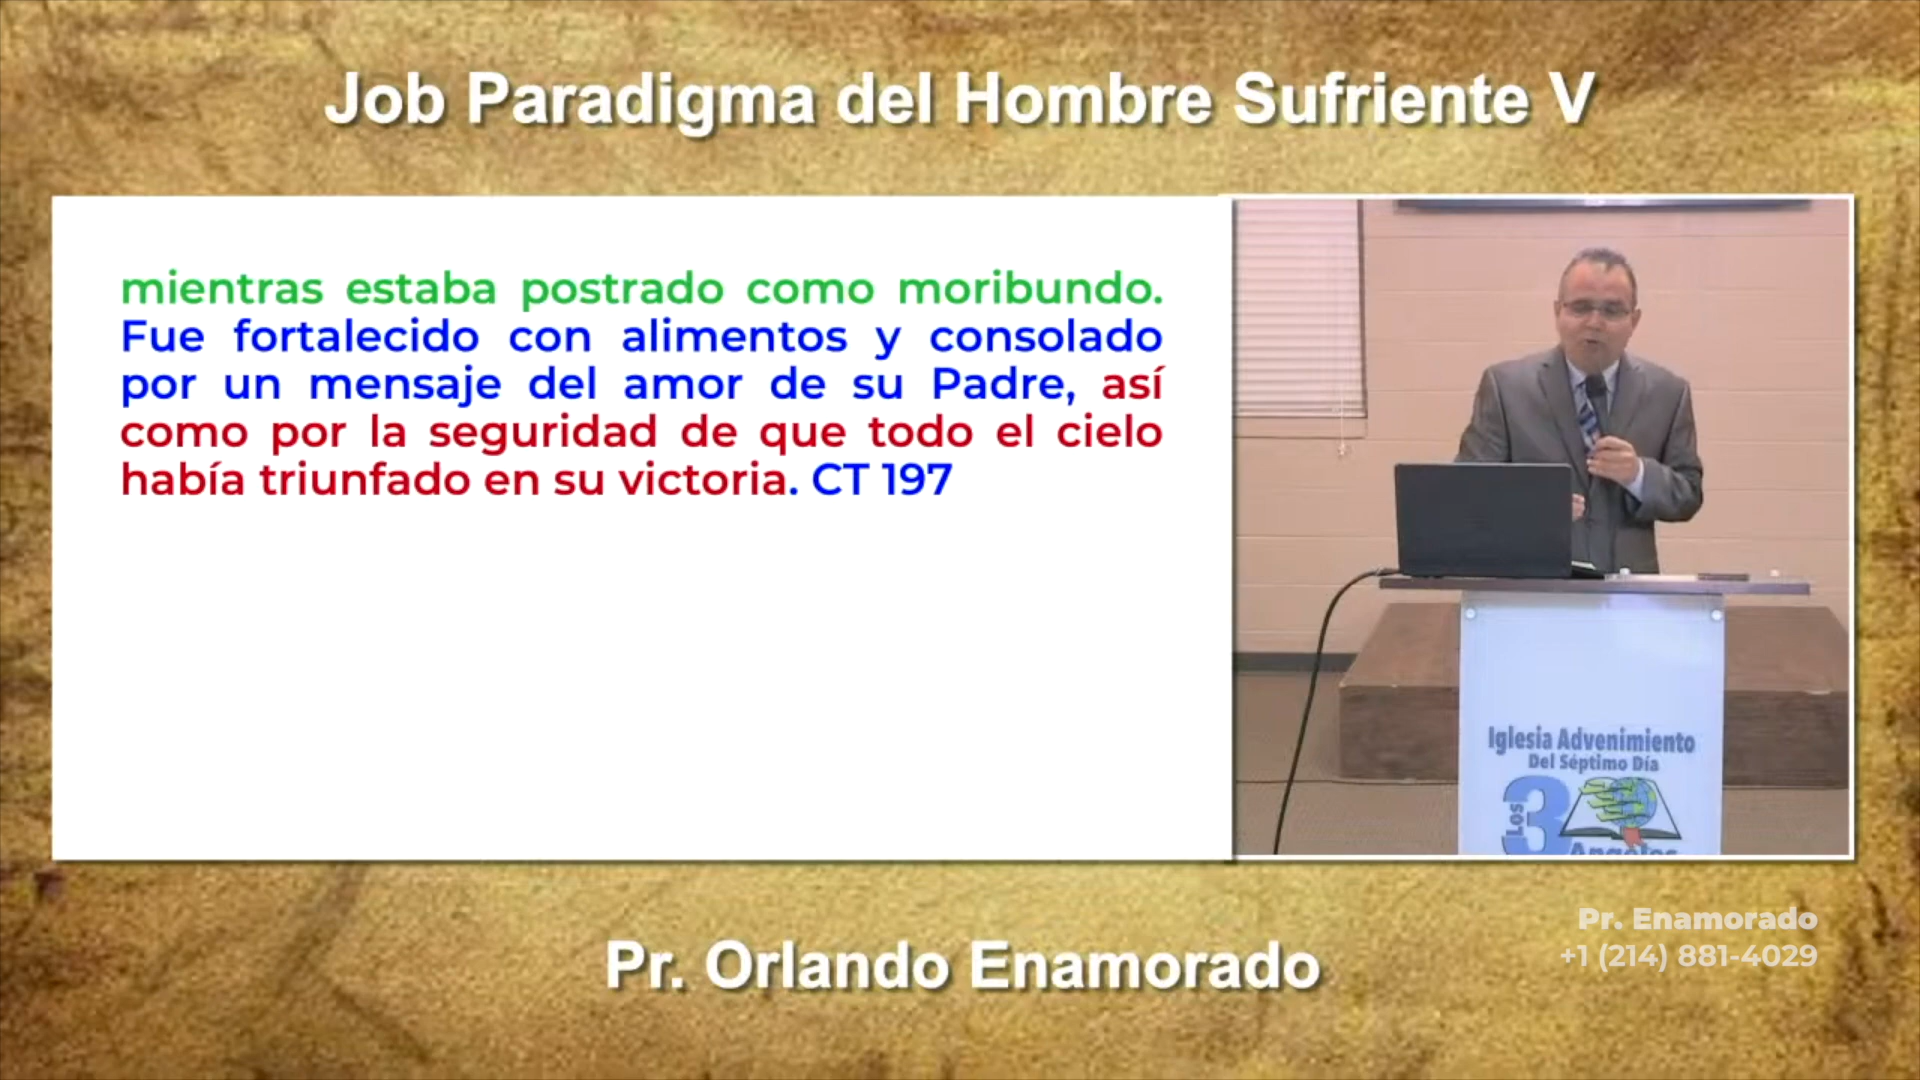 Job Paradigma del Hombre Sufriente V
mientras estaba postrado como moribundo.
Fue fortalecido con alimentos y consolado
por un mensaje del amor de su Padre, así
como por la seguridad de que todo el cielo
había triunfado en su victoria. CT 197
Iglesia Advenimiento
Del Séptimo Día
Los 3
Angeles
Pr. Enamorado
+1 (214) 881-4029
Pr. Orlando Enamorado